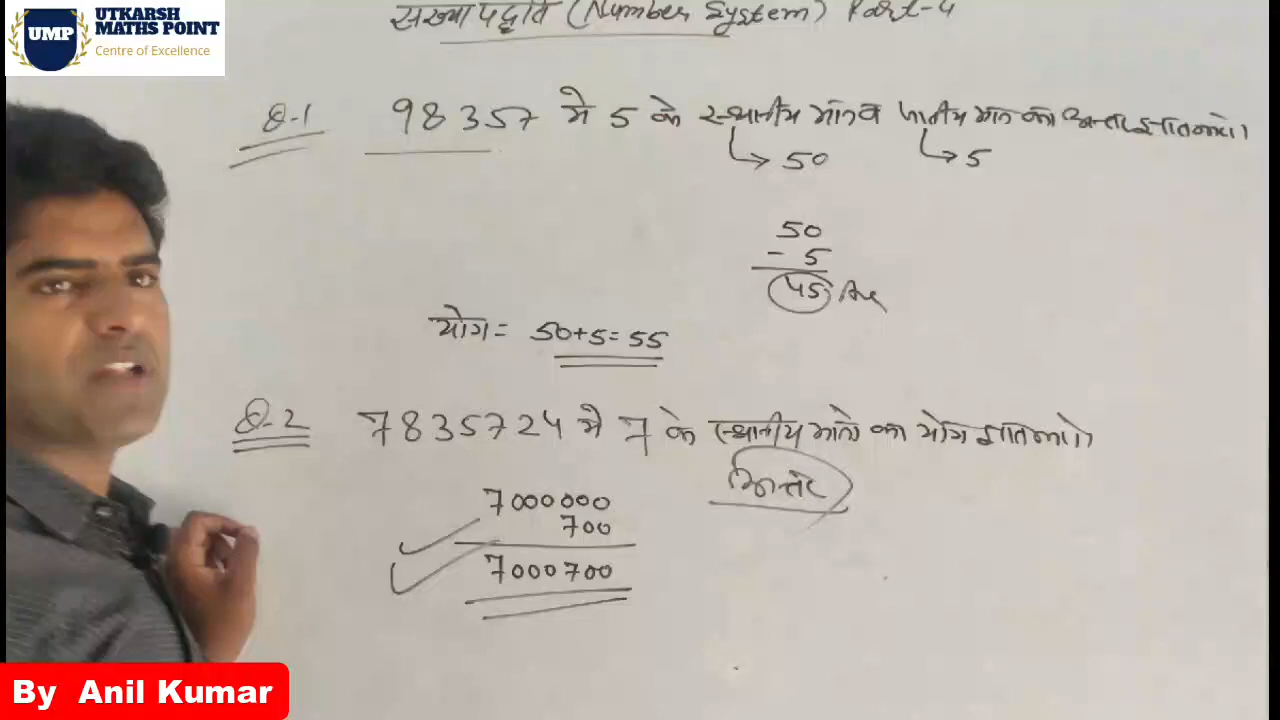 UTKARSH
MATHS POINT
UMP
Centre of Excellence
संख्या पद्धति (Number System) Part-4
Q-1 98357 मे 5 के स्थानीय मान व जातीय मान का अन्तर ज्ञात करो।
50 5
50
- 5
45 Ans
योग = 50+5=55
Q-2 7835724 मे 7 के स्थानीय मानो का योग ज्ञात करो।
अन्तर
7000000
700
7000700
By Anil Kumar